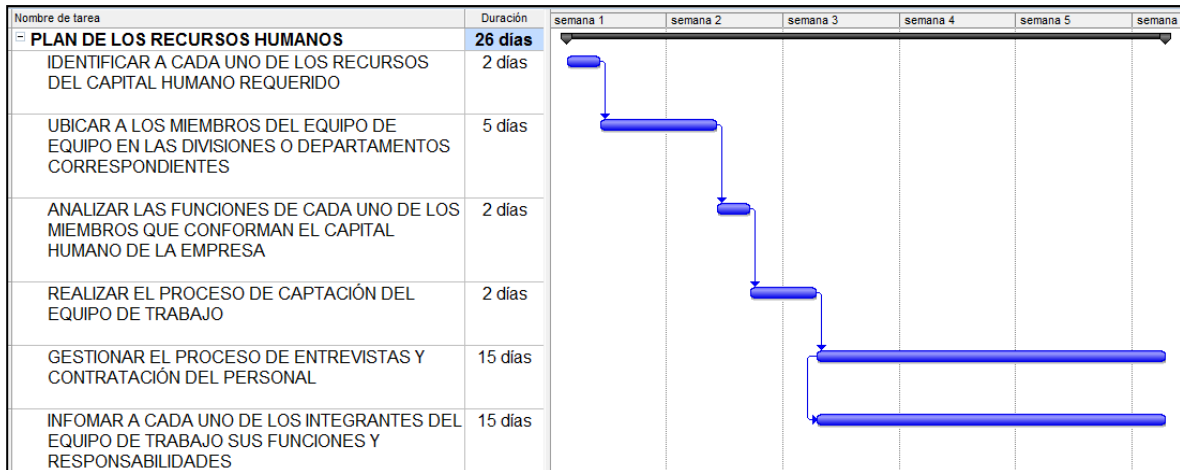 Nombre de tarea Duración semana 1 semana 2 semana 3 semana 4 semana 5 semana
PLAN DE LOS RECURSOS HUMANOS 26 días
IDENTIFICAR A CADA UNO DE LOS RECURSOS 2 días
DEL CAPITAL HUMANO REQUERIDO
UBICAR A LOS MIEMBROS DEL EQUIPO DE 5 días
EQUIPO EN LAS DIVISIONES O DEPARTAMENTOS
CORRESPONDIENTES
ANALIZAR LAS FUNCIONES DE CADA UNO DE LOS 2 días
MIEMBROS QUE CONFORMAN EL CAPITAL
HUMANO DE LA EMPRESA
REALIZAR EL PROCESO DE CAPTACIÓN DEL 2 días
EQUIPO DE TRABAJO
GESTIONAR EL PROCESO DE ENTREVISTAS Y 15 días
CONTRATACIÓN DEL PERSONAL
INFOMAR A CADA UNO DE LOS INTEGRANTES DEL 15 días
EQUIPO DE TRABAJO SUS FUNCIONES Y
RESPONSABILIDADES